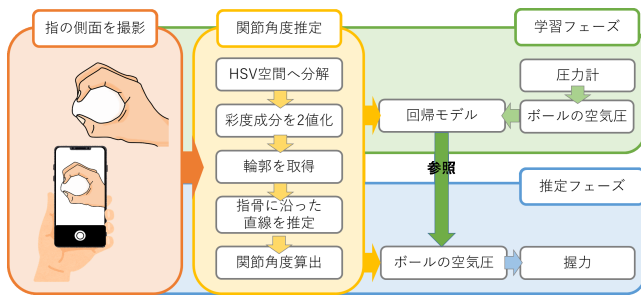 指の側面を撮影
関節角度推定
学習フェーズ
HSV空間へ分解
彩度成分を2値化
輪郭を取得
指骨に沿った
直線を推定
関節角度算出
圧力計
回帰モデル
ボールの空気圧
参照
推定フェーズ
ボールの空気圧
握力